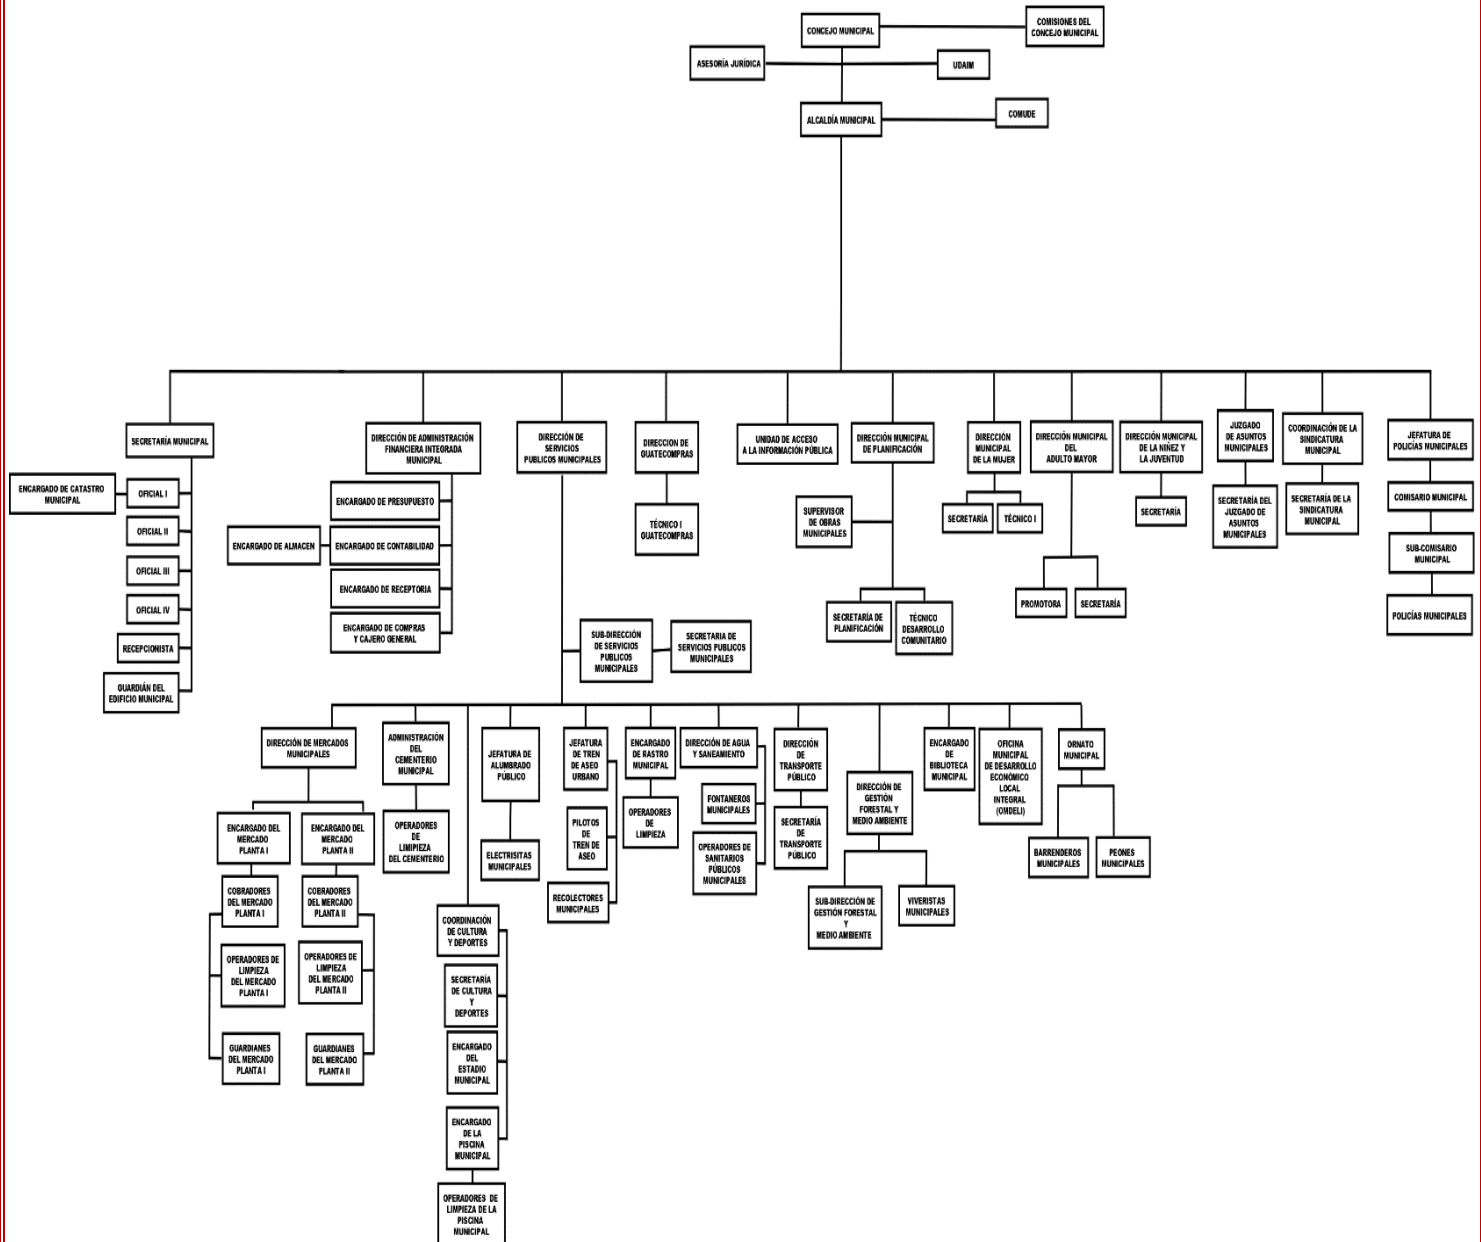 CONCEJO MUNICIPAL
COMISIONES DEL
CONCEJO MUNICIPAL
ASESORÍA JURÍDICA
UDAIM
ALCALDÍA MUNICIPAL
COMUDE
SECRETARÍA MUNICIPAL
ENCARGADO DE CATASTRO
MUNICIPAL
OFICIAL I
OFICIAL II
OFICIAL III
OFICIAL IV
RECEPCIONISTA
GUARDIÁN DEL
EDIFICIO MUNICIPAL
DIRECCIÓN DE ADMINISTRACIÓN
FINANCIERA INTEGRADA
MUNICIPAL
ENCARGADO DE PRESUPUESTO
ENCARGADO DE ALMACEN
ENCARGADO DE CONTABILIDAD
ENCARGADO DE RECEPTORIA
ENCARGADO DE COMPRAS
Y CAJERO GENERAL
DIRECCIÓN DE
SERVICIOS
PUBLICOS MUNICIPALES
DIRECCION DE
GUATECOMPRAS
TÉCNICO I
GUATECOMPRAS
UNIDAD DE ACCESO
A LA INFORMACIÓN PÚBLICA
DIRECCIÓN MUNICIPAL
DE PLANIFICACIÓN
SUPERVISOR
DE OBRAS
MUNICIPALES
SECRETARÍA DE
PLANIFICACIÓN
TÉCNICO
DESARROLLO
COMUNITARIO
DIRECCIÓN
MUNICIPAL
DE LA MUJER
SECRETARÍA
TÉCNICO I
DIRECCIÓN MUNICIPAL
DEL
ADULTO MAYOR
PROMOTORA
SECRETARÍA
DIRECCIÓN MUNICIPAL
DE LA NIÑEZ Y
LA JUVENTUD
SECRETARÍA
JUZGADO
DE ASUNTOS
MUNICIPALES
SECRETARÍA DEL
JUZGADO DE
ASUNTOS
MUNICIPALES
COORDINACIÓN DE LA
SINDICATURA
MUNICIPAL
SECRETARÍA DE LA
SINDICATURA
MUNICIPAL
JEFATURA DE
POLICÍAS MUNICIPALES
COMISARIO MUNICIPAL
SUB-COMISARIO
MUNICIPAL
POLICÍAS MUNICIPALES
SUB-DIRECCIÓN
DE SERVICIOS
PUBLICOS
MUNICIPALES
SECRETARIA DE
SERVICIOS PUBLICOS
MUNICIPALES
DIRECCIÓN DE MERCADOS
MUNICIPALES
ENCARGADO DEL
MERCADO
PLANTA I
COBRADORES
DEL MERCADO
PLANTA I
OPERADORES DE
LIMPIEZA
DEL MERCADO
PLANTA I
GUARDIANES
DEL MERCADO
PLANTA I
ENCARGADO DEL
MERCADO
PLANTA II
COBRADORES
DEL MERCADO
PLANTA II
OPERADORES DE
LIMPIEZA
DEL MERCADO
PLANTA II
GUARDIANES
DEL MERCADO
PLANTA II
ADMINISTRACIÓN
DEL
CEMENTERIO
MUNICIPAL
OPERADORES
DE
LIMIPIEZA
DEL CEMENTERIO
COORDINACIÓN
DE CULTURA
Y DEPORTES
SECRETARÍA
DE CULTURA
Y
DEPORTES
ENCARGADO
DEL
ESTADIO
MUNICIPAL
ENCARGADO
DE LA
PISCINA
MUNICIPAL
OPERADORES DE
LIMPIEZA DE LA
PISCINA
MUNICIPAL
JEFATURA DE
ALUMBRADO
PÚBLICO
ELECTRISITAS
MUNICIPALES
JEFATURA
DE TREN
DE ASEO
URBANO
PILOTOS
DE
TREN DE
ASEO
RECOLECTORES
MUNICIPALES
ENCARGADO
DE RASTRO
MUNICIPAL
OPERADORES
DE
LIMPIEZA
DIRECCIÓN DE AGUA
Y SANEAMIENTO
FONTANEROS
MUNICIPALES
OPERADORES DE
SANITARIOS
PÚBLICOS
MUNICIPALES
DIRECCIÓN
DE
TRANSPORTE
PÚBLICO
SECRETARÍA
DE
TRANSPORTE
PÚBLICO
DIRECCIÓN DE
GESTIÓN
FORESTAL Y
MEDIO AMBIENTE
SUB-DIRECCIÓN DE
GESTIÓN FORESTAL
Y
MEDIO AMBIENTE
VIVERISTAS
MUNICIPALES
ENCARGADO
DE
BIBLIOTECA
MUNICIPAL
OFICINA
MUNICIPAL
DE DESARROLLO
ECONÓMICO
LOCAL
INTEGRAL
(OMDELI)
ORNATO
MUNICIPAL
BARRENDEROS
MUNICIPALES
PEONES
MUNICIPALES